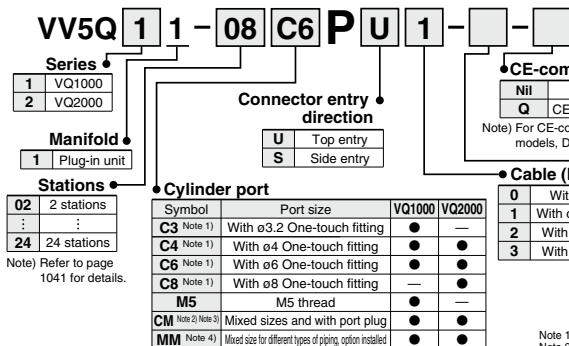 VV5Q 1 1 - 08 C6 P U 1 - -
Series
1 VQ1000
2 VQ2000
Manifold
1 Plug-in unit
Stations
02 2 stations
⋮ ⋮
24 24 stations
Note) Refer to page
1041 for details.
Connector entry
direction
U Top entry
S Side entry
Cylinder port
Symbol Port size VQ1000 VQ2000
C3 Note 1) With ø3.2 One-touch fitting ● —
C4 Note 1) With ø4 One-touch fitting ● ●
C6 Note 1) With ø6 One-touch fitting ● ●
C8 Note 1) With ø8 One-touch fitting — ●
M5 M5 thread ● —
CM Note 2) Note 3) Mixed sizes and with port plug ● ●
MM Note 4) Mixed size for different types of piping, option installed ● ●
CE-com
Nil
Q CE
Note) For CE-co
models, D
Cable (
0 Wit
1 With
2 With
3 With
Note 1